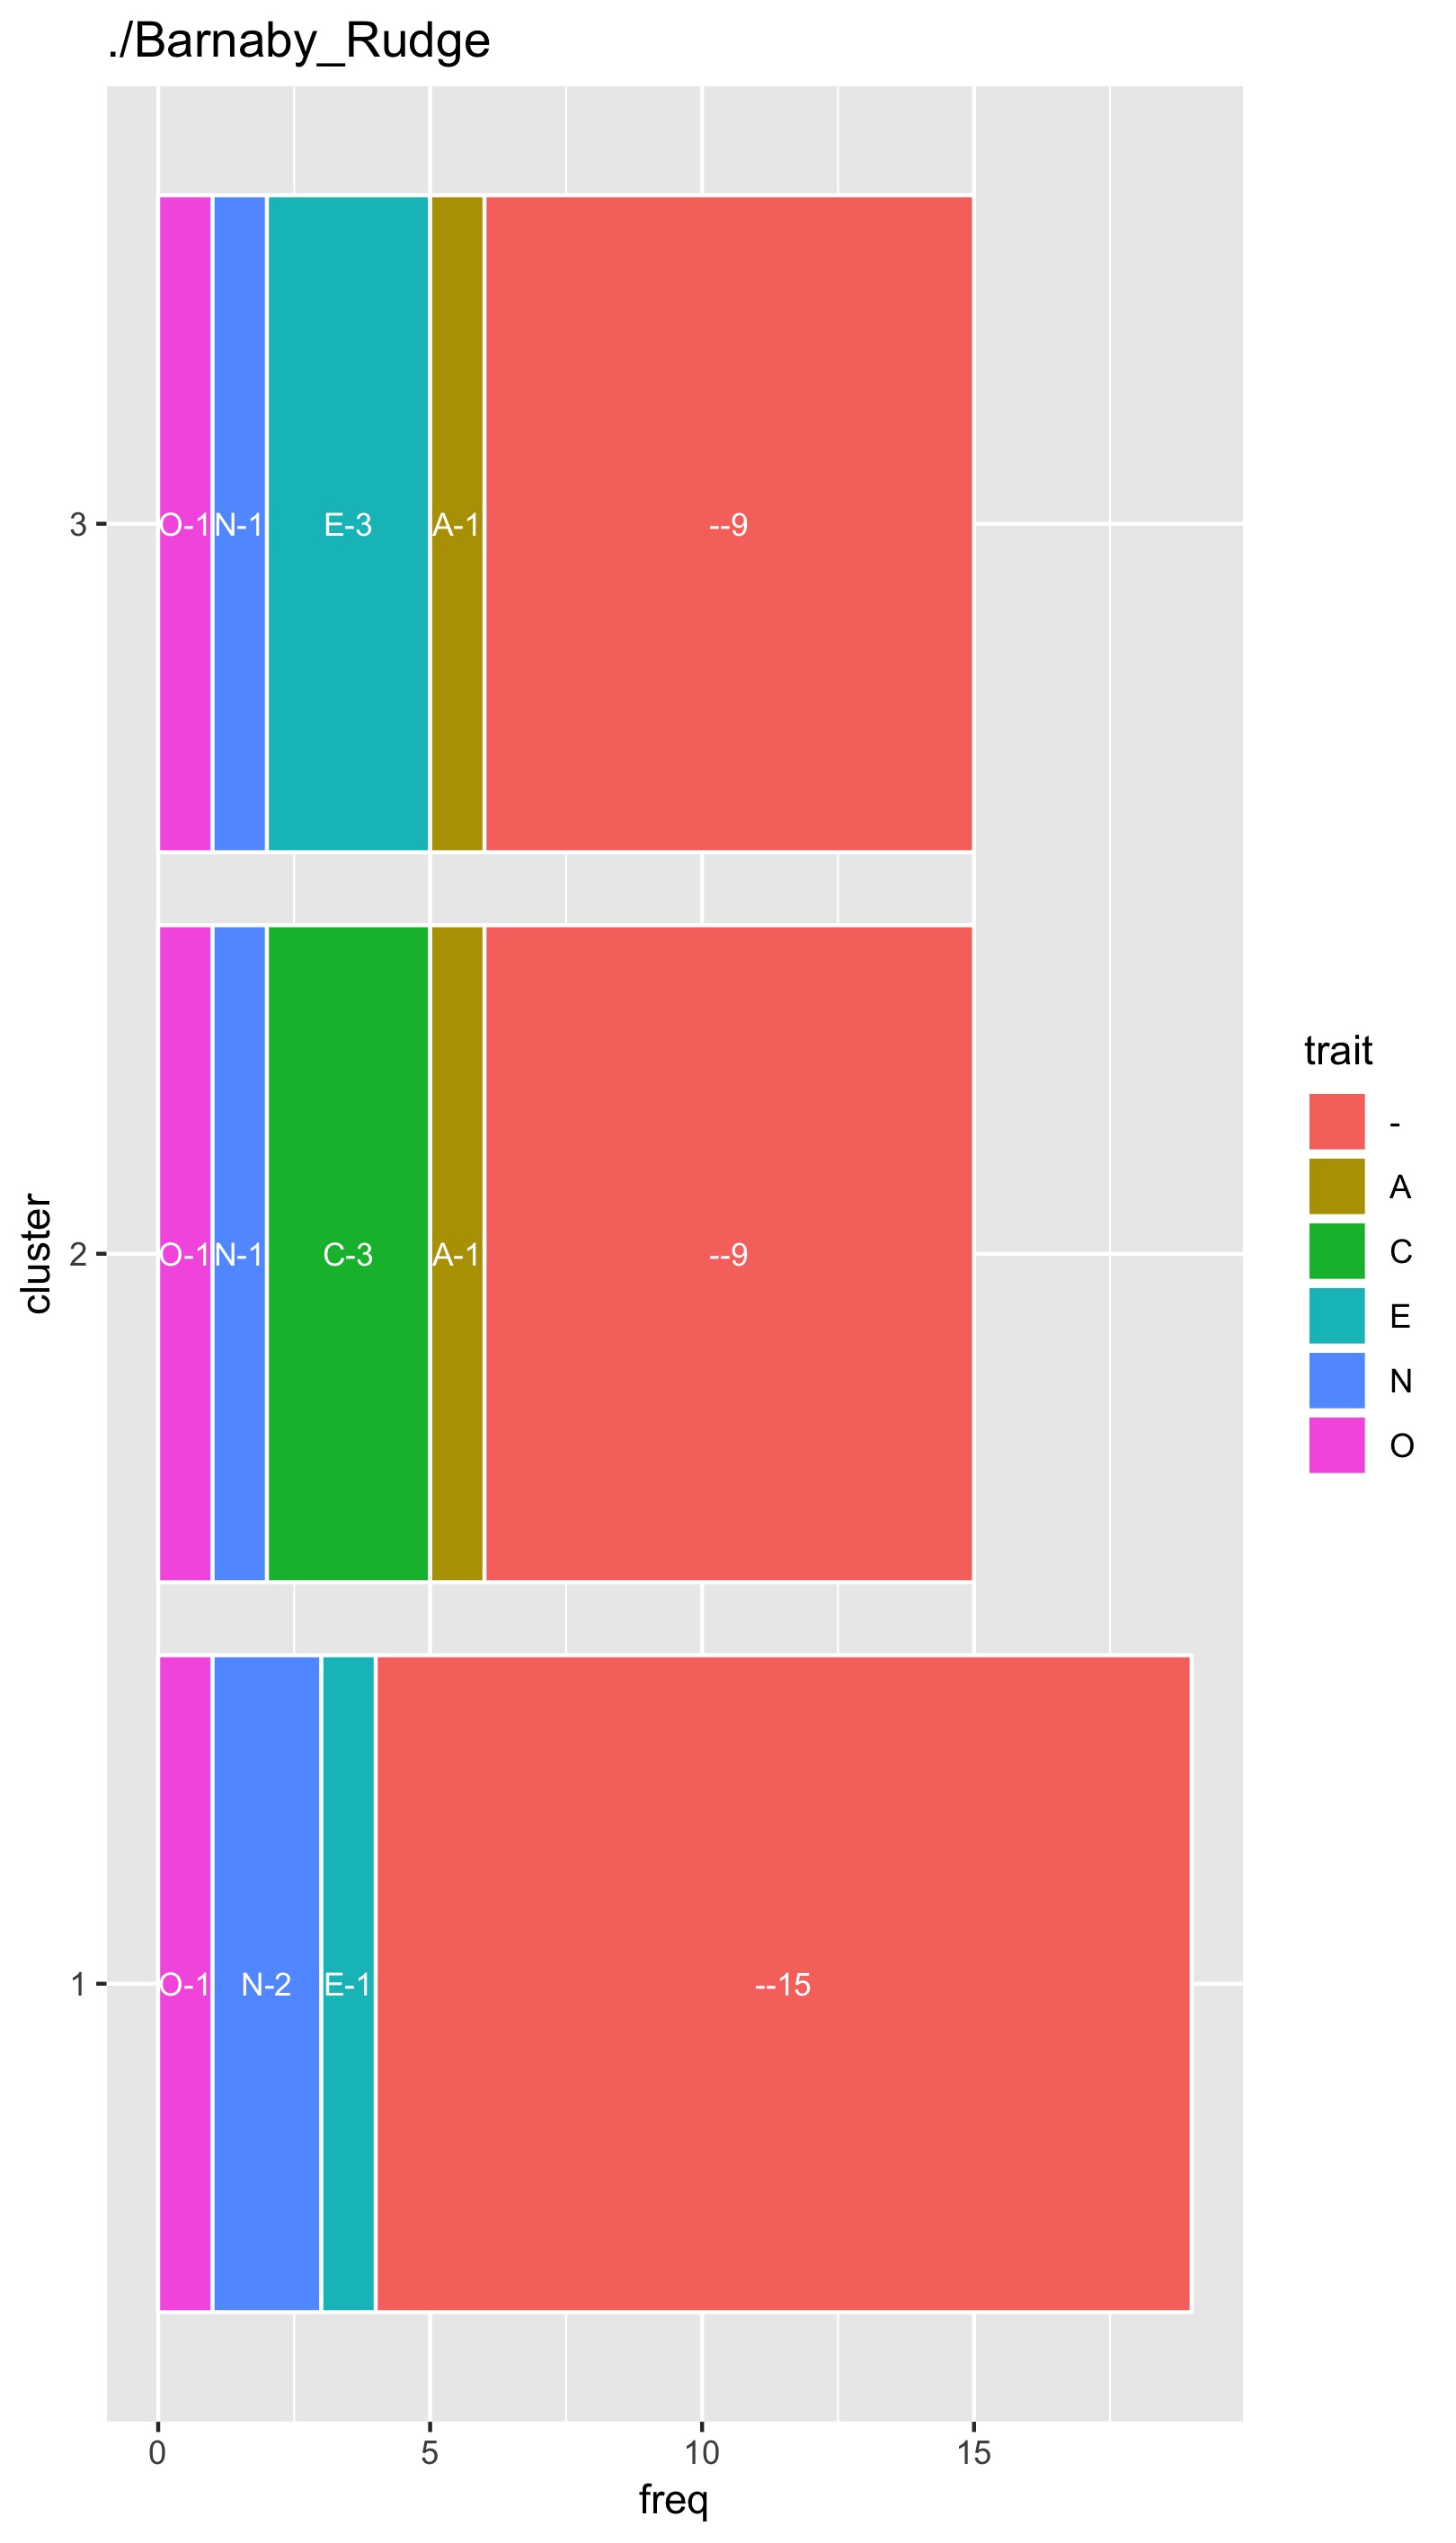 ./Barnaby_Rudge
3
O-1 N-1 E-3 A-1 --9
2
O-1 N-1 C-3 A-1 --9
1
O-1 N-2 E-1 --15
0 5 10 15
freq
cluster
trait
-
A
C
E
N
O